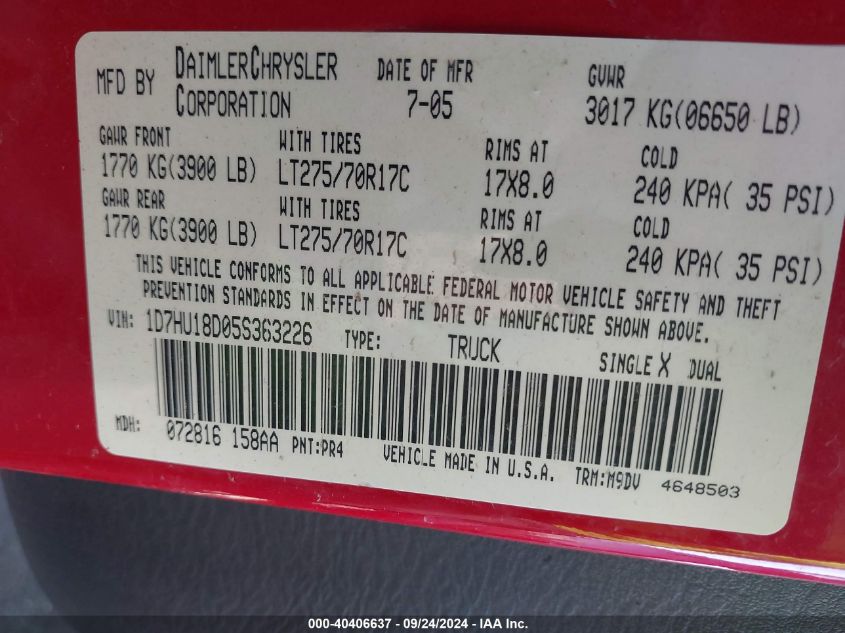 MFD BY DAIMLERCHRYSLER CORPORATION DATE OF MFR 7-05 GVWR 3017 KG(06650 LB)
GAWR FRONT WITH TIRES RIMS AT COLD
1770 KG(3900 LB) LT275/70R17C 17X8.0 240 KPA( 35 PSI)
GAWR REAR WITH TIRES RIMS AT COLD
1770 KG(3900 LB) LT275/70R17C 17X8.0 240 KPA( 35 PSI)
THIS VEHICLE CONFORMS TO ALL APPLICABLE FEDERAL MOTOR VEHICLE SAFETY AND THEFT
PREVENTION STANDARDS IN EFFECT ON THE DATE OF MANUFACTURE SHOWN ABOVE.
VIN: 1D7HU18D05S363226 TYPE: TRUCK SINGLE X DUAL
MDH: 072816 158AA PNT:PR4 VEHICLE MADE IN U.S.A. TRM:M9DV 4648503
000-40406637 - 09/24/2024 - IAA Inc.